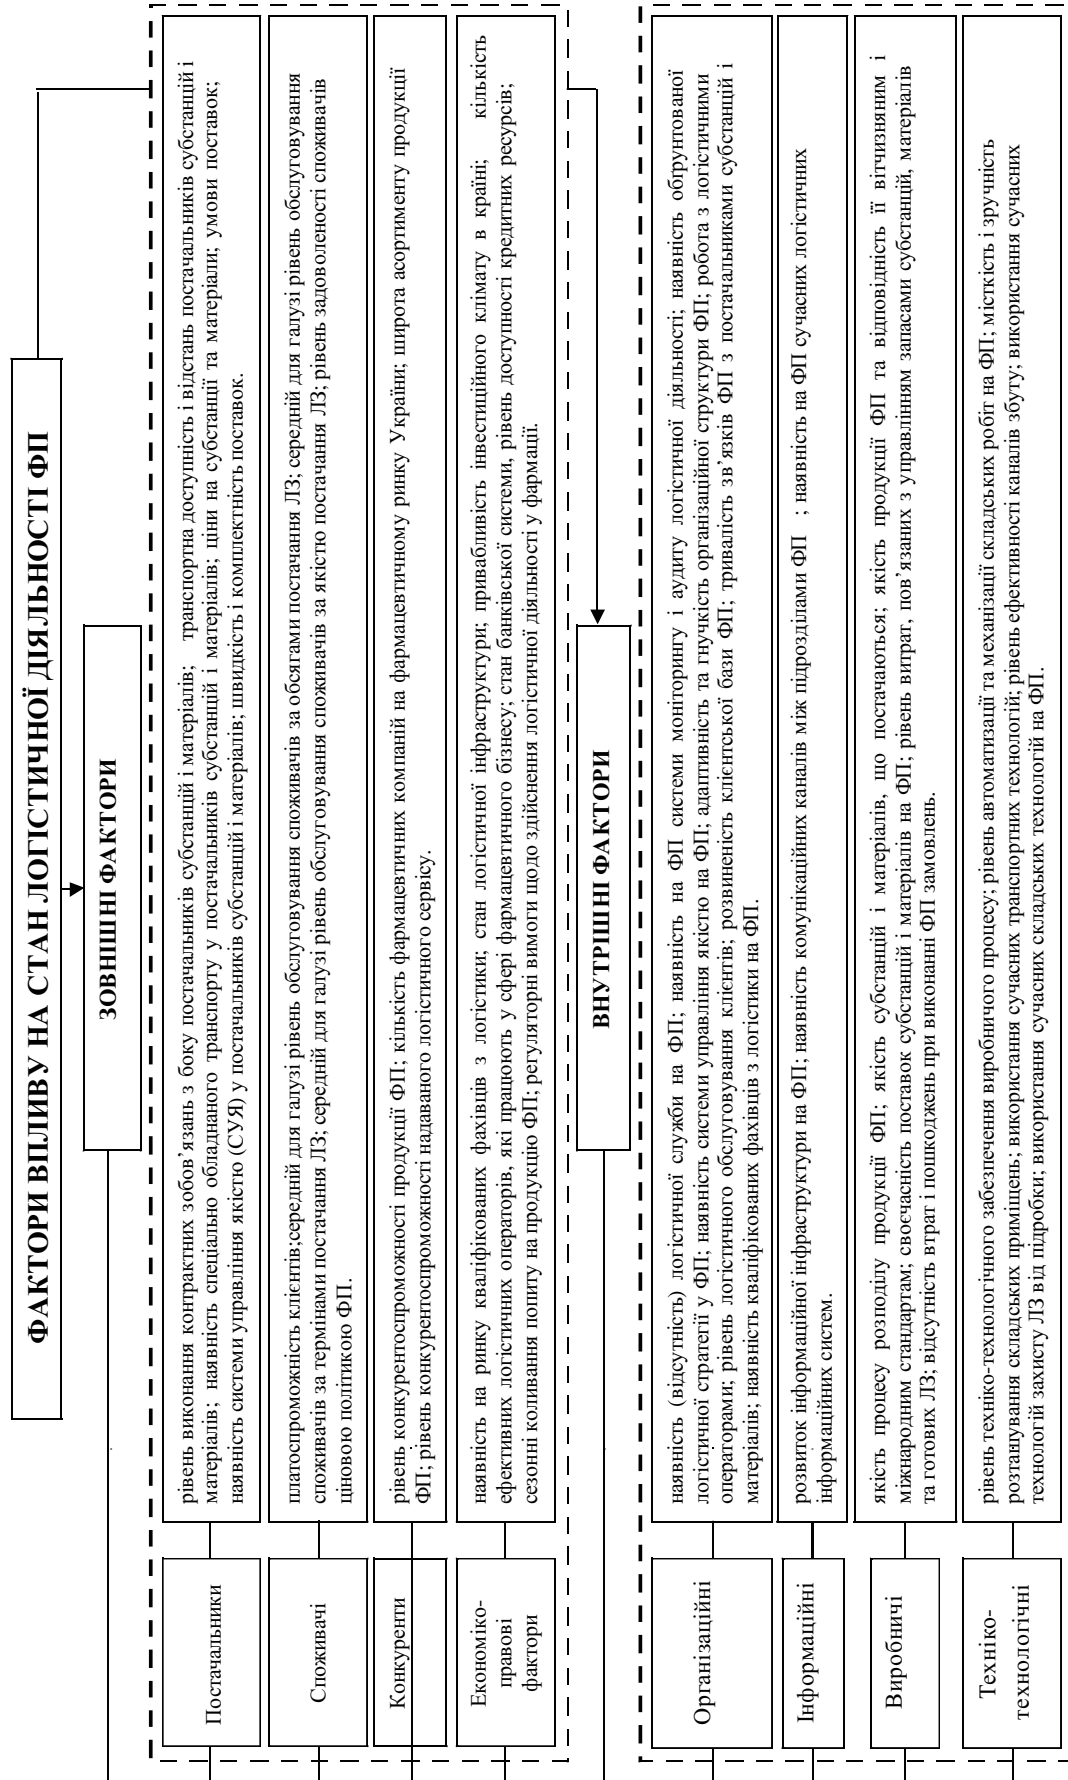 ФАКТОРИ ВПЛИВУ НА СТАН ЛОГІСТИЧНОЇ ДІЯЛЬНОСТІ ФП
ЗОВНІШНІ ФАКТОРИ
Постачальники
рівень виконання контрактних зобов’язань з боку постачальників субстанцій і матеріалів; транспортна доступність і відстань постачальників субстанцій і
матеріалів; наявність спеціально обладнаного транспорту у постачальників субстанцій і матеріалів; ціни на субстанції та матеріали; умови поставок;
наявність системи управління якістю (СУЯ) у постачальників субстанцій і матеріалів; швидкість і комплектність поставок.
Споживачі
платоспроможність клієнтів;середній для галузі рівень обслуговування споживачів за обсягами постачання ЛЗ; середній для галузі рівень обслуговування
споживачів за термінами постачання ЛЗ; середній для галузі рівень обслуговування споживачів за якістю постачання ЛЗ; рівень задоволеності споживачів
ціновою політикою ФП.
Конкуренти
рівень конкурентоспроможності продукції ФП; кількість фармацевтичних компаній на фармацевтичному ринку України; широта асортименту продукції
ФП; рівень конкурентоспроможності надаваного логістичного сервісу.
Економіко-
правові
фактори
наявність на ринку кваліфікованих фахівців з логістики; стан логістичної інфраструктури; привабливість інвестиційного клімату в країні; кількість
ефективних логістичних операторів, які працюють у сфері фармацевтичного бізнесу; стан банківської системи, рівень доступності кредитних ресурсів;
сезонні коливання попиту на продукцію ФП; регуляторні вимоги щодо здійснення логістичної діяльності у фармації.
ВНУТРІШНІ ФАКТОРИ
Організаційні
наявність (відсутність) логістичної служби на ФП; наявність на ФП системи моніторингу і аудиту логістичної діяльності; наявність обґрунтованої
логістичної стратегії у ФП; наявність системи управління якістю на ФП; адаптивність та гнучкість організаційної структури ФП; робота з логістичними
операторами; рівень логістичного обслуговування клієнтів; розвиненість клієнтської бази ФП; тривалість зв’язків ФП з постачальниками субстанцій і
матеріалів; наявність кваліфікованих фахівців з логістики на ФП.
Інформаційні
розвиток інформаційної інфраструктури на ФП; наявність комунікаційних каналів між підрозділами ФП ; наявність на ФП сучасних логістичних
інформаційних систем.
Виробничі
якість процесу розподілу продукції ФП; якість субстанцій і матеріалів, що постачаються; якість продукції ФП та відповідність її вітчизняним і
міжнародним стандартам; своєчасність поставок субстанцій і матеріалів на ФП; рівень витрат, пов’язаних з управлінням запасами субстанцій, матеріалів
та готових ЛЗ; відсутність втрат і пошкоджень при виконанні ФП замовлень.
Техніко-
технологічні
рівень техніко-технологічного забезпечення виробничого процесу; рівень автоматизації та механізації складських робіт на ФП; місткість і зручність
розташування складських приміщень; використання сучасних транспортних технологій; рівень ефективності каналів збуту; використання сучасних
технологій захисту ЛЗ від підробки; використання сучасних складських технологій на ФП.